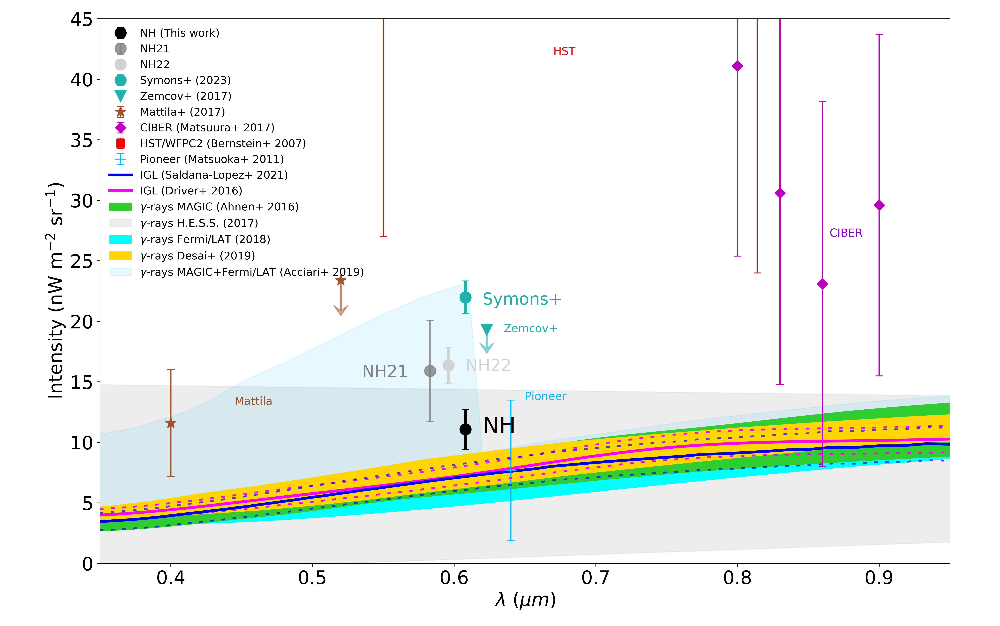 Intensity (nW m⁻² sr⁻¹)
45
40
35
30
25
20
15
10
5
0
NH (This work)
NH21
NH22
Symons+ (2023)
Zemcov+ (2017)
Mattila+ (2017)
CIBER (Matsuura+ 2017)
HST/WFPC2 (Bernstein+ 2007)
Pioneer (Matsuoka+ 2011)
IGL (Saldana-Lopez+ 2021)
IGL (Driver+ 2016)
γ-rays MAGIC (Ahnen+ 2016)
γ-rays H.E.S.S. (2017)
γ-rays Fermi/LAT (2018)
γ-rays Desai+ (2019)
γ-rays MAGIC+Fermi/LAT (Acciari+ 2019)
HST
CIBER
Symons+
Zemcov+
NH21
NH22
Mattila
Pioneer
NH
0.4 0.5 0.6 0.7 0.8 0.9
λ (μm)